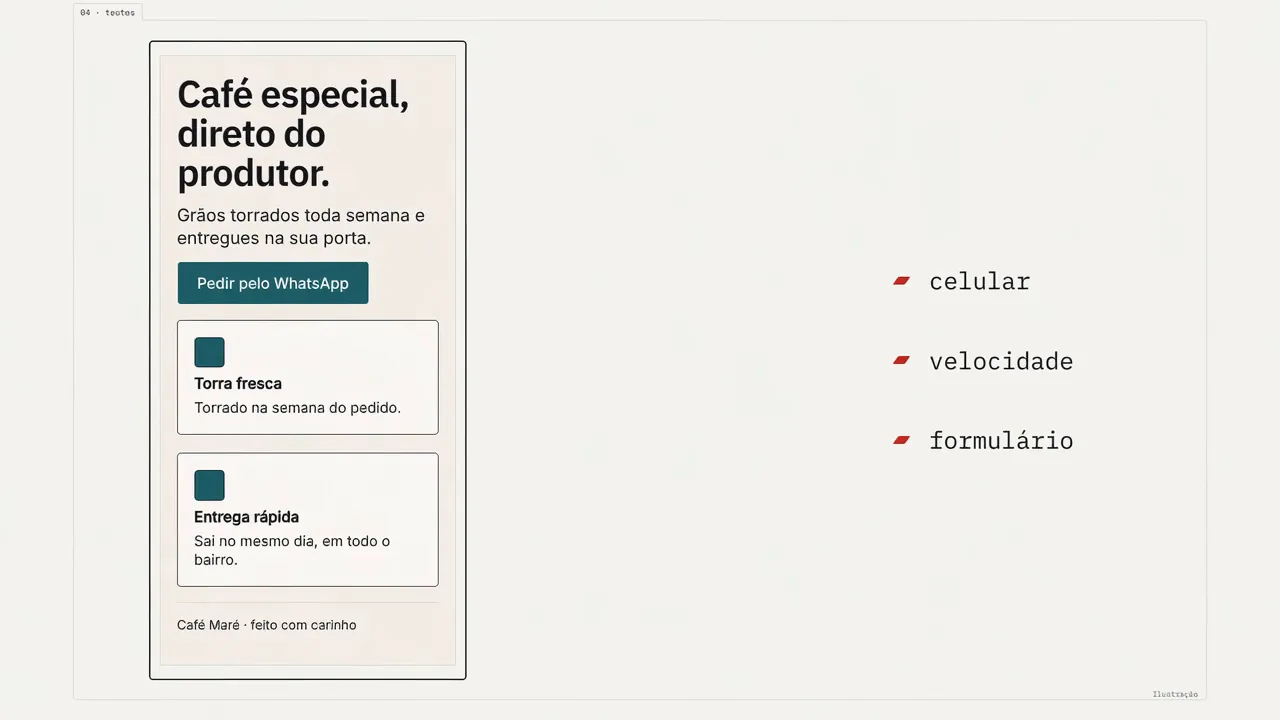 04 · testes
Café especial,
direto do
produtor.
Grãos torrados toda semana e
entregues na sua porta.
Pedir pelo WhatsApp
Torra fresca
Torrado na semana do pedido.
Entrega rápida
Sai no mesmo dia, em todo o
bairro.
Café Maré · feito com carinho
celular
velocidade
formulário
Ilustração